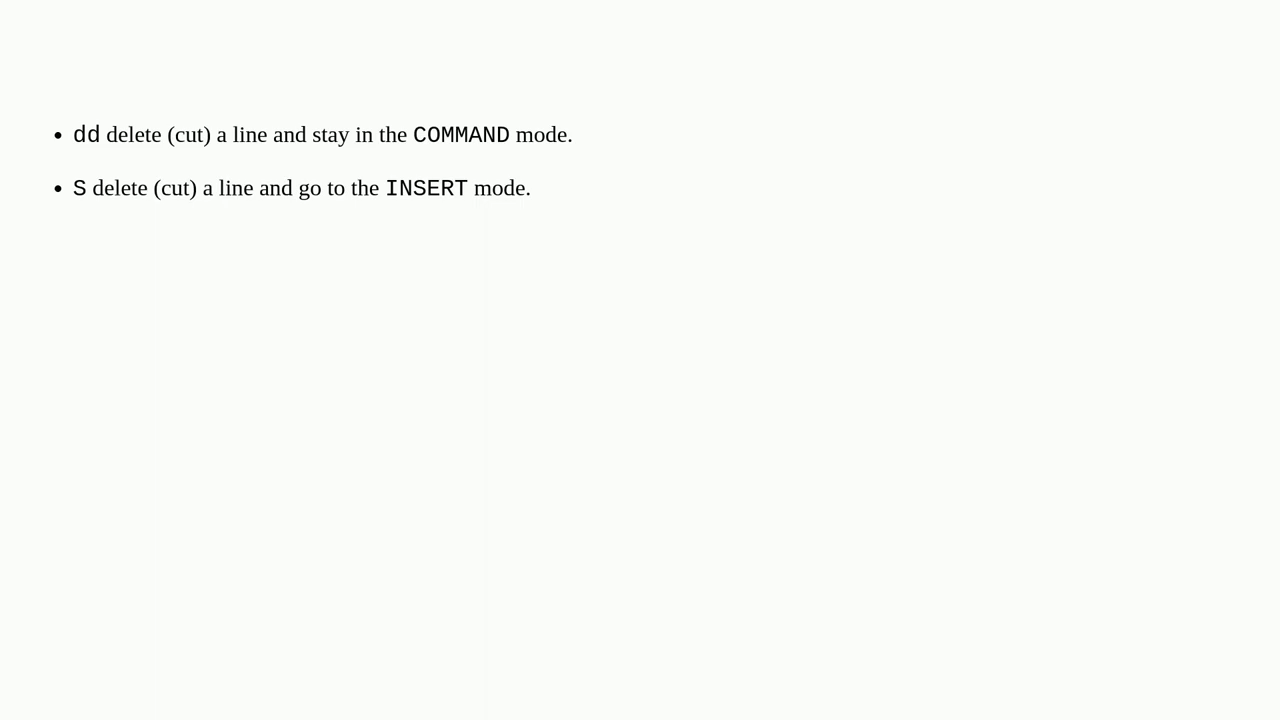 • dd delete (cut) a line and stay in the COMMAND mode.
• S delete (cut) a line and go to the INSERT mode.